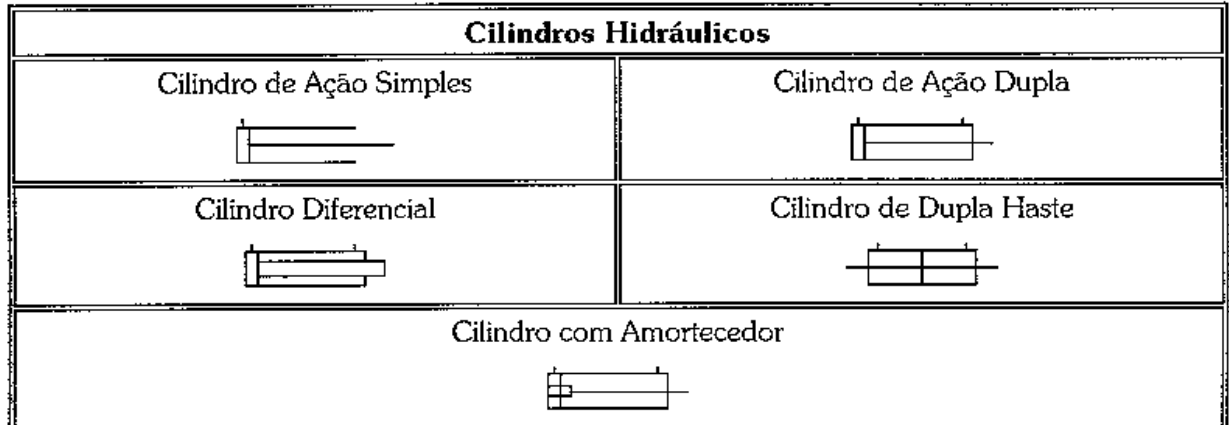 Cilindros Hidráulicos
Cilindro de Ação Simples
Cilindro de Ação Dupla
Cilindro Diferencial
Cilindro de Dupla Haste
Cilindro com Amortecedor